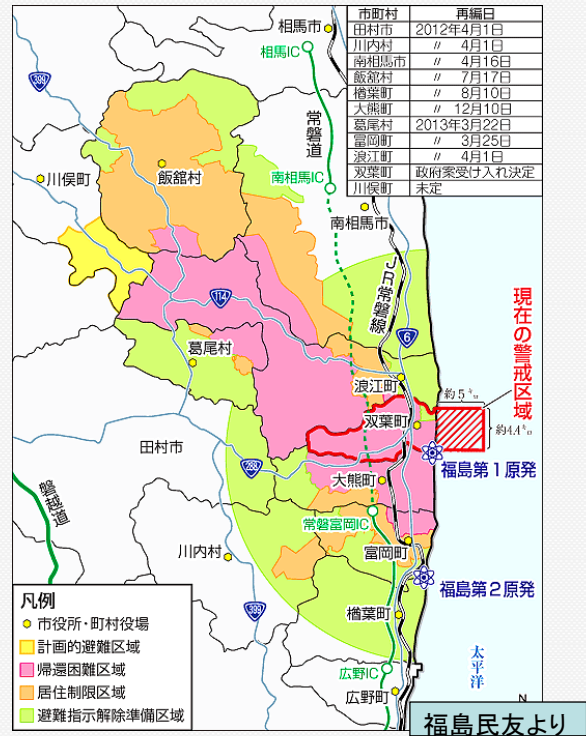 市町村 再編日
田村市 2012年4月1日
川内村 〃 4月1日
南相馬市 〃 4月16日
飯舘村 〃 7月17日
楢葉町 〃 8月10日
大熊町 〃 12月10日
葛尾村 2013年3月22日
富岡町 〃 3月25日
浪江町 〃 4月1日
双葉町 政府案受け入れ決定
川俣町 未定
相馬市
相馬IC
399
常磐道
川俣町
飯舘村
南相馬IC
南相馬市
JR常磐線
114
6
現在の警戒区域
葛尾村
浪江町
約5㌔
双葉町
約4.4㌔
田村市
288
大熊町
福島第1原発
磐越道
常磐富岡IC
川内村
富岡町
福島第2原発
399
楢葉町
太平洋
広野IC
広野町
N
凡例
市役所・町村役場
計画的避難区域
帰還困難区域
居住制限区域
避難指示解除準備区域
福島民友より